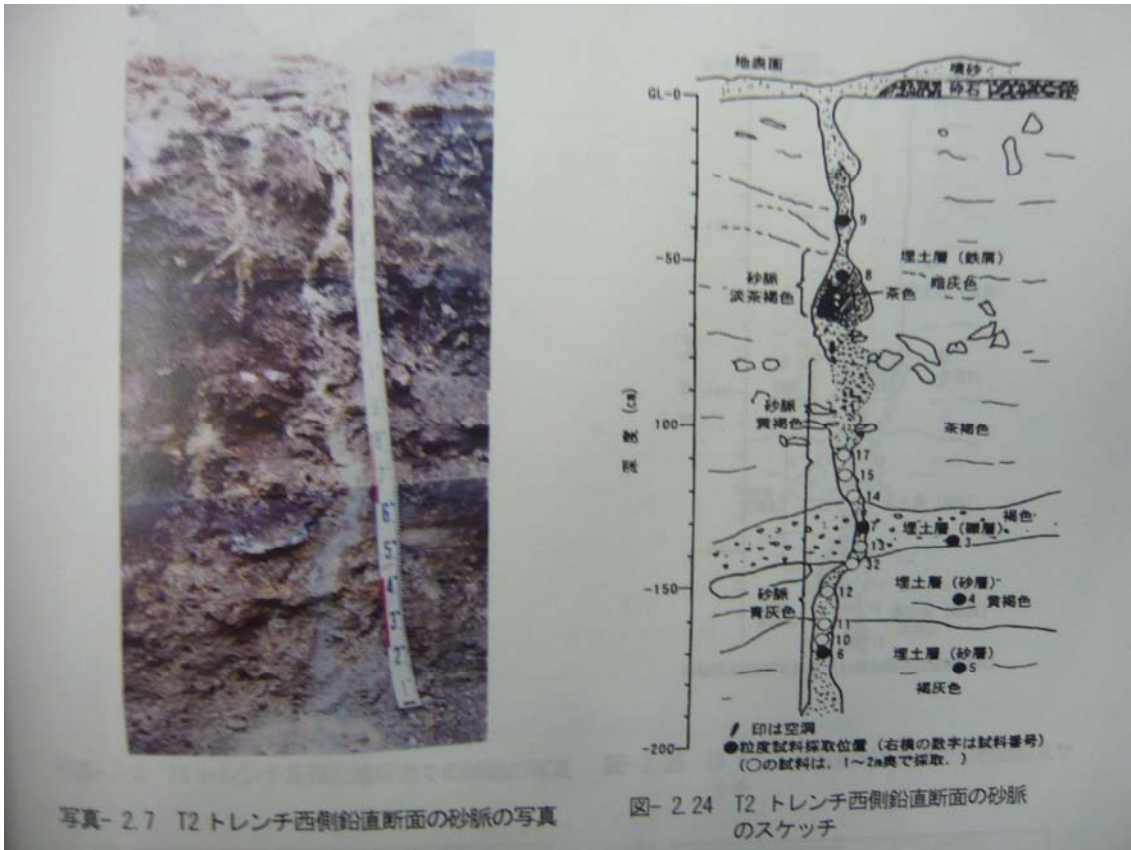 地表面
噴砂
GL-0
砕石
9
-50
埋土層 (鉄屑)
8
暗灰色
砂脈
淡茶褐色
茶色
深度 (cm)
砂脈
黄褐色
-100
茶褐色
17
15
14
褐色
7
埋土層 (礫層)
3
13
32
-150
埋土層 (砂層)
砂脈
12
4
黄褐色
青灰色
11
10
埋土層 (砂層)
6
5
褐灰色
-200
印は空洞
●粒度試料採取位置 (右横の数字は試料番号)
(○の試料は、1〜2m奥で採取.)
6"
5"
4"
3"
2"
1
写真- 2.7 T2 トレンチ西側鉛直断面の砂脈の写真
図- 2.24 T2 トレンチ西側鉛直断面の砂脈
のスケッチ